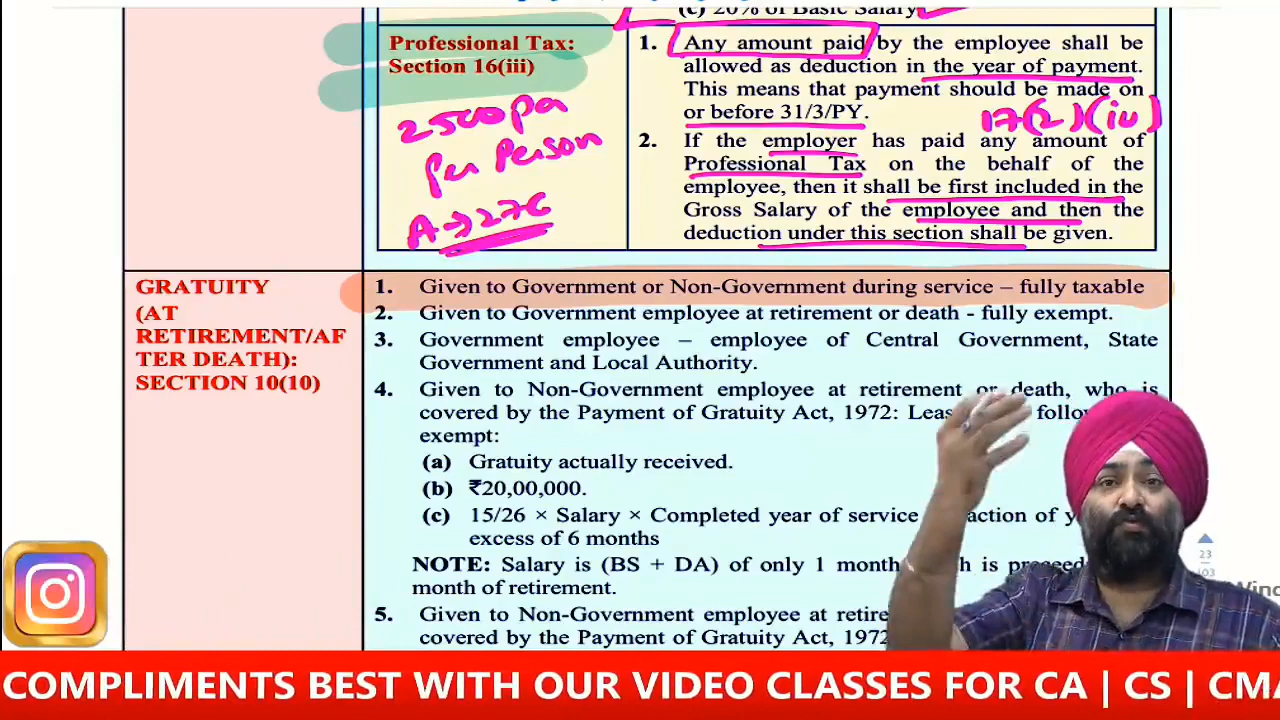 (c) 20% of Basic Salary
Professional Tax:
Section 16(iii)
2500 pa
per Person
A → 276
1. Any amount paid by the employee shall be
allowed as deduction in the year of payment.
This means that payment should be made on
or before 31/3/PY.
17(2)(iv)
2. If the employer has paid any amount of
Professional Tax on the behalf of the
employee, then it shall be first included in the
Gross Salary of the employee and then the
deduction under this section shall be given.
GRATUITY
(AT
RETIREMENT/AF
TER DEATH):
SECTION 10(10)
1. Given to Government or Non-Government during service – fully taxable
2. Given to Government employee at retirement or death - fully exempt.
3. Government employee – employee of Central Government, State
Government and Local Authority.
4. Given to Non-Government employee at retirement or death, who is
covered by the Payment of Gratuity Act, 1972:
exempt:
(a) Gratuity actually received.
(b) ₹20,00,000.
(c) 15/26 × Salary × Completed year of service
excess of 6 months
NOTE: Salary is (BS + DA) of only 1 month
month of retirement.
5. Given to Non-Government employee at
covered by the Payment of Gratuity Act, 1972
23
103
COMPLIMENTS BEST WITH OUR VIDEO CLASSES FOR CA | CS | CMA